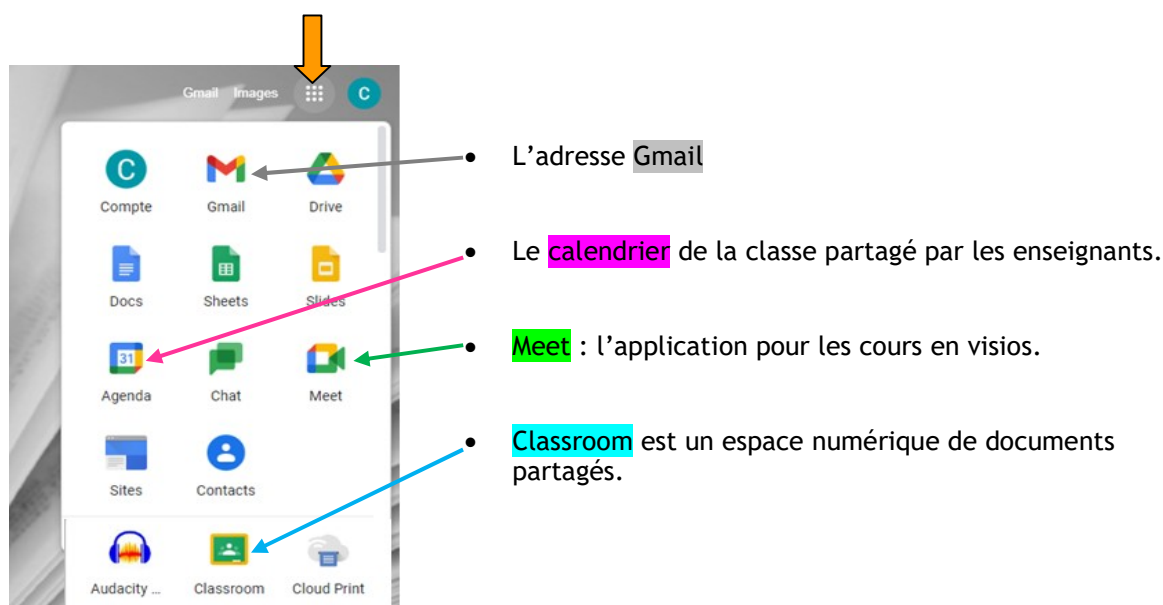 Gmail Images C
C
Compte Gmail Drive
Docs Sheets Slides
31
Agenda Chat Meet
Sites Contacts
Audacity ... Classroom Cloud Print
• L’adresse Gmail
• Le calendrier de la classe partagé par les enseignants.
• Meet : l’application pour les cours en visios.
• Classroom est un espace numérique de documents
partagés.